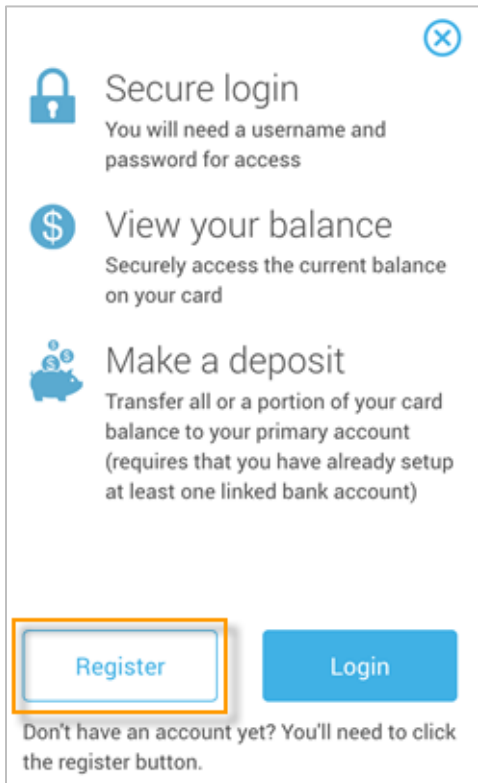 Secure login
You will need a username and
password for access
$
View your balance
Securely access the current balance
on your card
Make a deposit
Transfer all or a portion of your card
balance to your primary account
(requires that you have already setup
at least one linked bank account)
Register
Login
Don't have an account yet? You'll need to click
the register button.